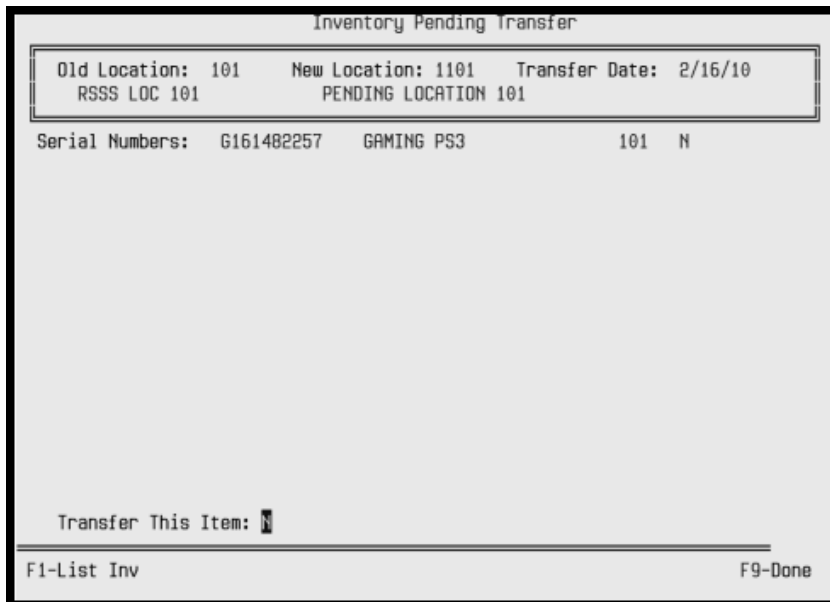 Inventory Pending Transfer
Old Location: 101 New Location: 1101 Transfer Date: 2/16/10
RSSS LOC 101 PENDING LOCATION 101
Serial Numbers: G161482257 GAMING PS3 101 N
Transfer This Item: N
F1-List Inv F9-Done